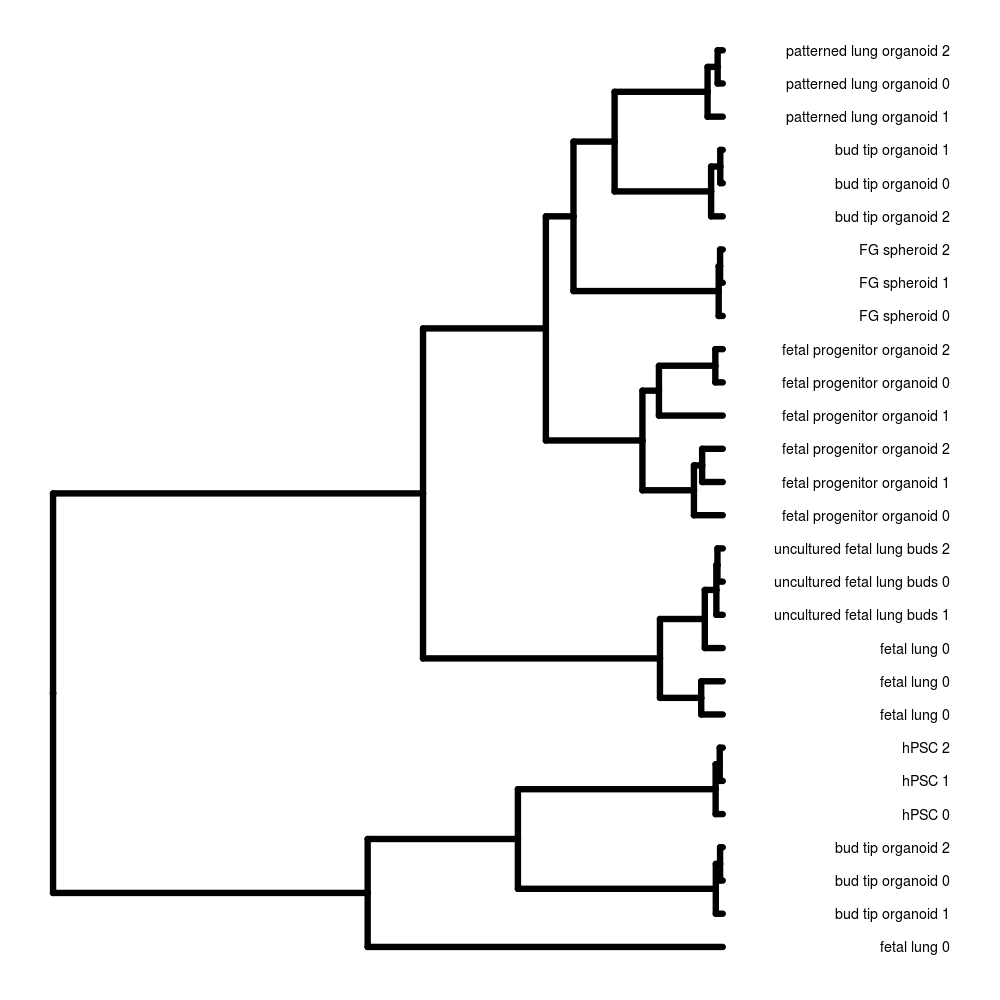 patterned lung organoid 2
patterned lung organoid 0
patterned lung organoid 1
bud tip organoid 1
bud tip organoid 0
bud tip organoid 2
FG spheroid 2
FG spheroid 1
FG spheroid 0
fetal progenitor organoid 2
fetal progenitor organoid 0
fetal progenitor organoid 1
fetal progenitor organoid 2
fetal progenitor organoid 1
fetal progenitor organoid 0
uncultured fetal lung buds 2
uncultured fetal lung buds 0
uncultured fetal lung buds 1
fetal lung 0
fetal lung 0
fetal lung 0
hPSC 2
hPSC 1
hPSC 0
bud tip organoid 2
bud tip organoid 0
bud tip organoid 1
fetal lung 0